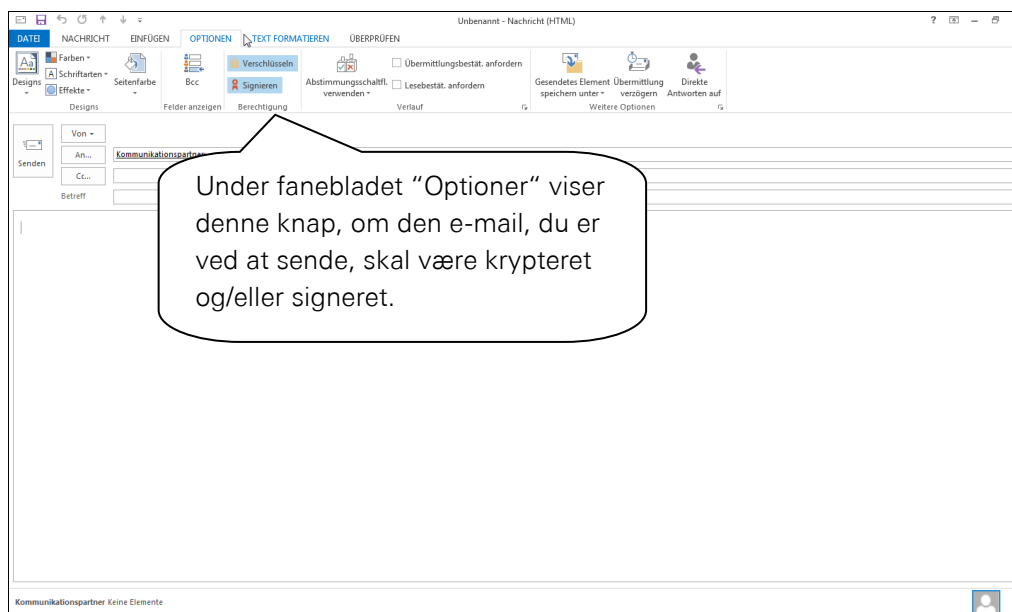 Unbenannt - Nachricht (HTML)
?
DATEI NACHRICHT EINFÜGEN OPTIONEN TEXT FORMATIEREN ÜBERPRÜFEN
Aa
Designs
Farben
A Schriftarten
Effekte
Seitenfarbe
Bcc
Verschlüsseln
Signieren
Abstimmungsschaltfl.
verwenden
Übermittlungsbestät. anfordern
Lesebestät. anfordern
Gesendetes Element
speichern unter
Übermittlung
verzögern
Direkte
Antworten auf
Designs Felder anzeigen Berechtigung Verlauf Weitere Optionen
Senden
Von
An... Kommunikationspartner
Cc...
Betreff
Under fanebladet “Optioner“ viser
denne knap, om den e-mail, du er
ved at sende, skal være krypteret
og/eller signeret.
Kommunikationspartner Keine Elemente